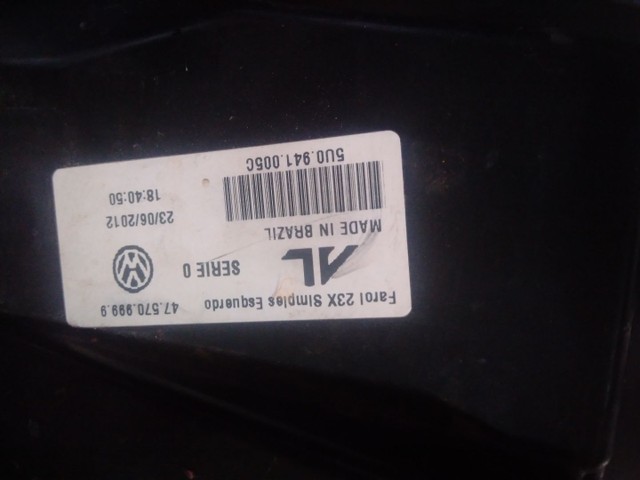 Farol 23X Simples Esquerdo
47.570.999.9
AL
SERIE 0
MADE IN BRAZIL
23/06/2012
18:40:50
5U0.941.005C